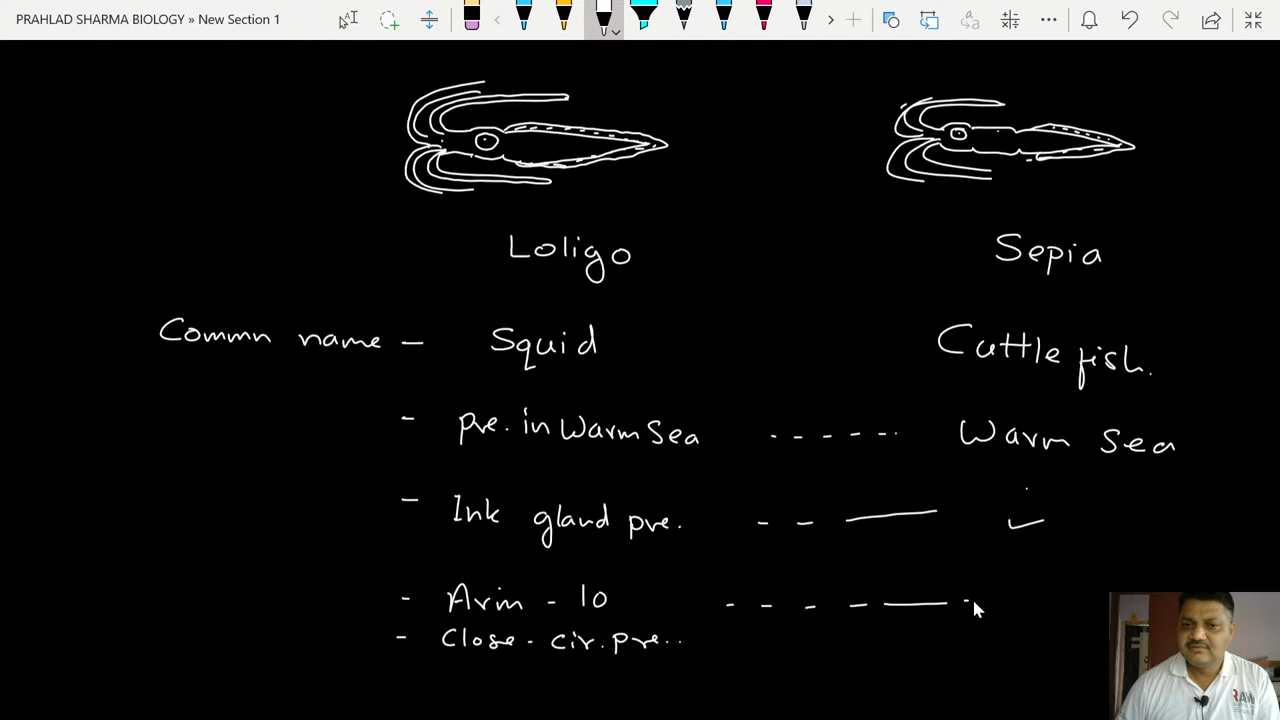 PRAHLAD SHARMA BIOLOGY » New Section 1
Loligo Sepia
Commn name – Squid Cuttle fish.
- pre. in Warm Sea ------ Warm Sea
- Ink gland pre. - - — ✓
- Arm - 10 - - - - — -
- Close - cir. pre..
RAW